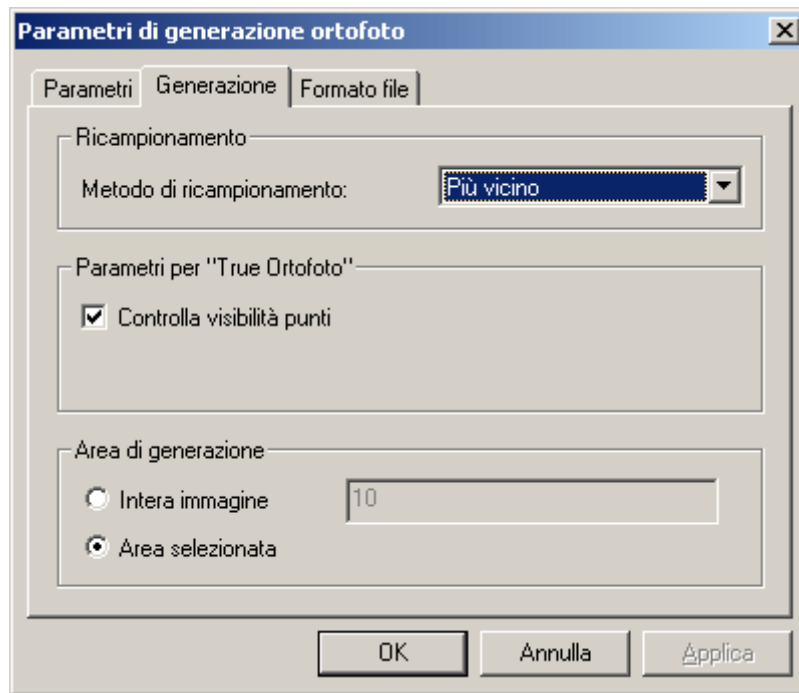 Parametri di generazione ortofoto
Parametri Generazione Formato file
Ricampionamento
Metodo di ricampionamento: Più vicino
Parametri per "True Ortofoto"
Controlla visibilità punti
Area di generazione
Intera immagine 10
Area selezionata
OK Annulla Applica